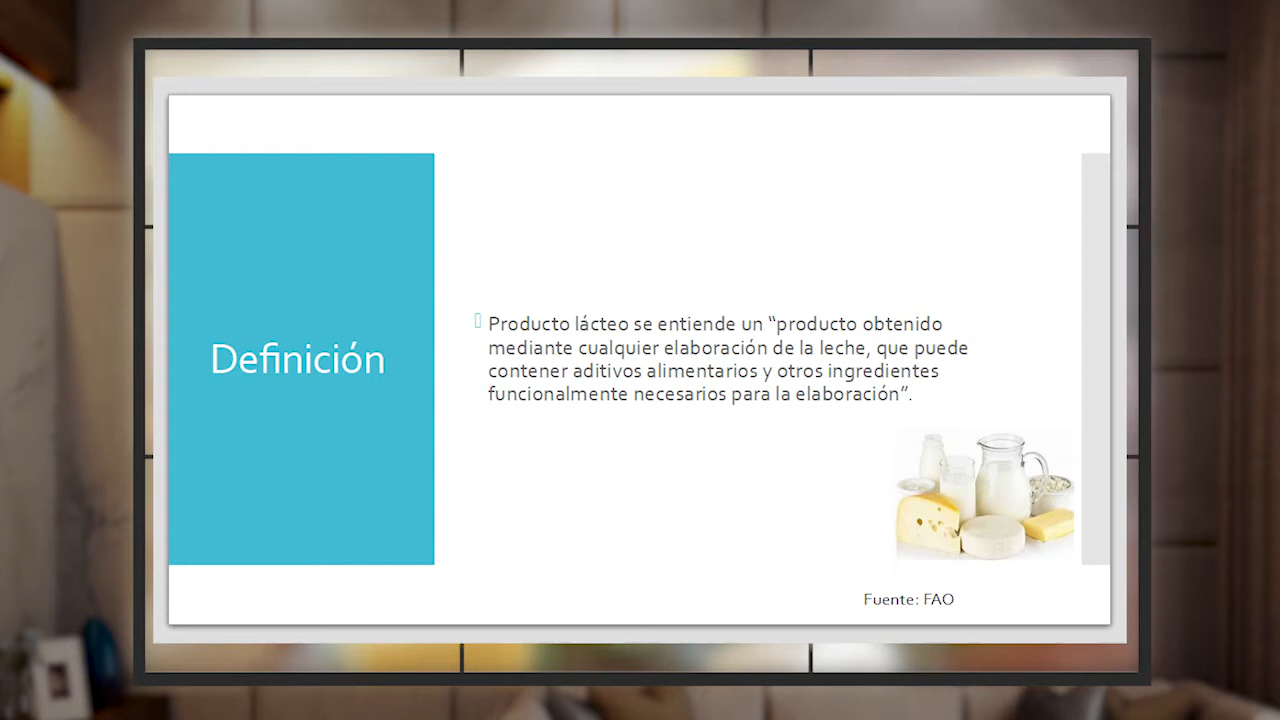 Definición
Producto lácteo se entiende un “producto obtenido
mediante cualquier elaboración de la leche, que puede
contener aditivos alimentarios y otros ingredientes
funcionalmente necesarios para la elaboración”.
Fuente: FAO